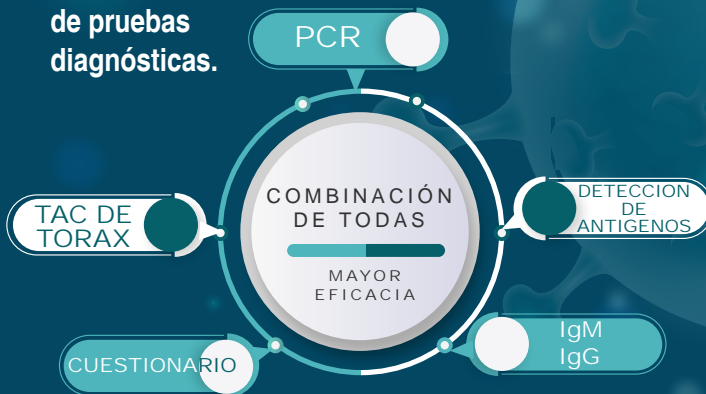 de pruebas
diagnósticas.
PCR
COMBINACIÓN
DE TODAS
MAYOR
EFICACIA
TAC DE
TORAX
DETECCION
DE
ANTIGENOS
CUESTIONARIO
IgM
IgG